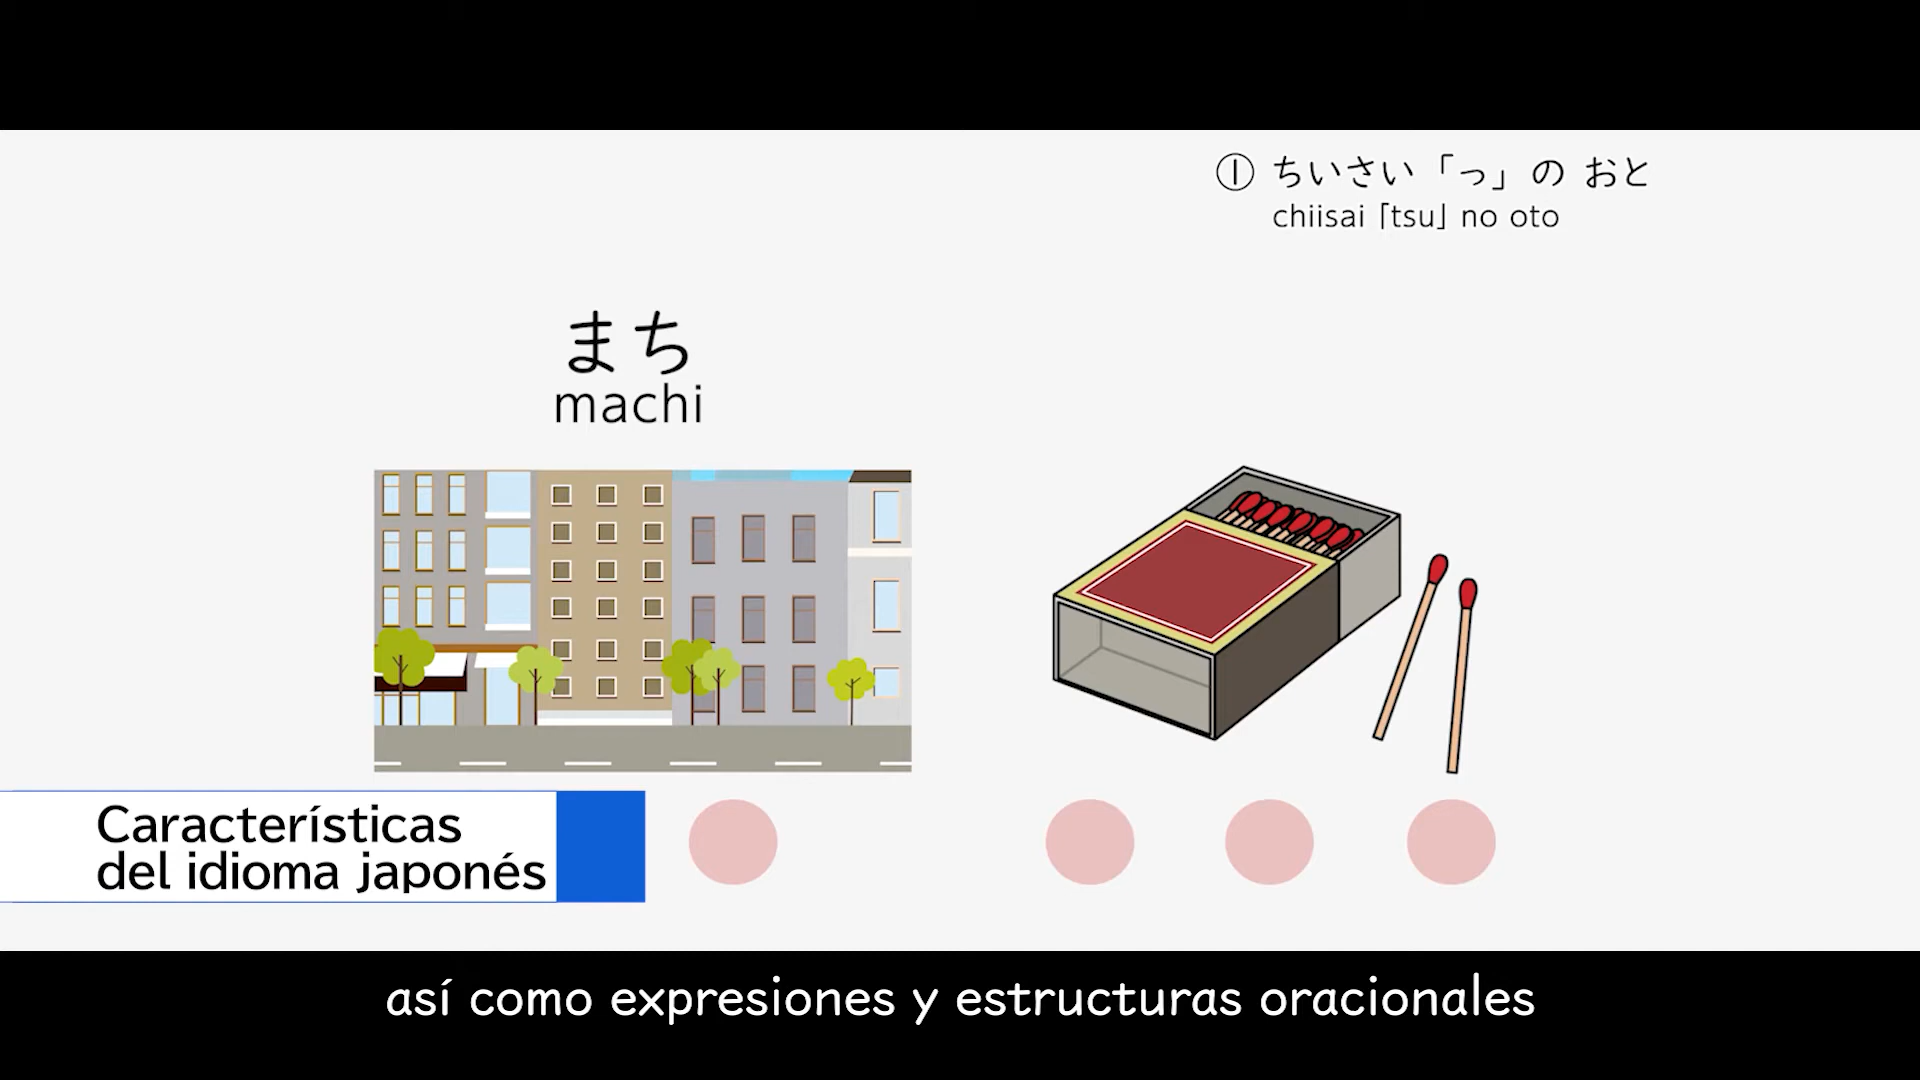 ① ちいさい「っ」の おと
chiisai「tsu」no oto
まち
machi
Características
del idioma japonés
así como expresiones y estructuras oracionales